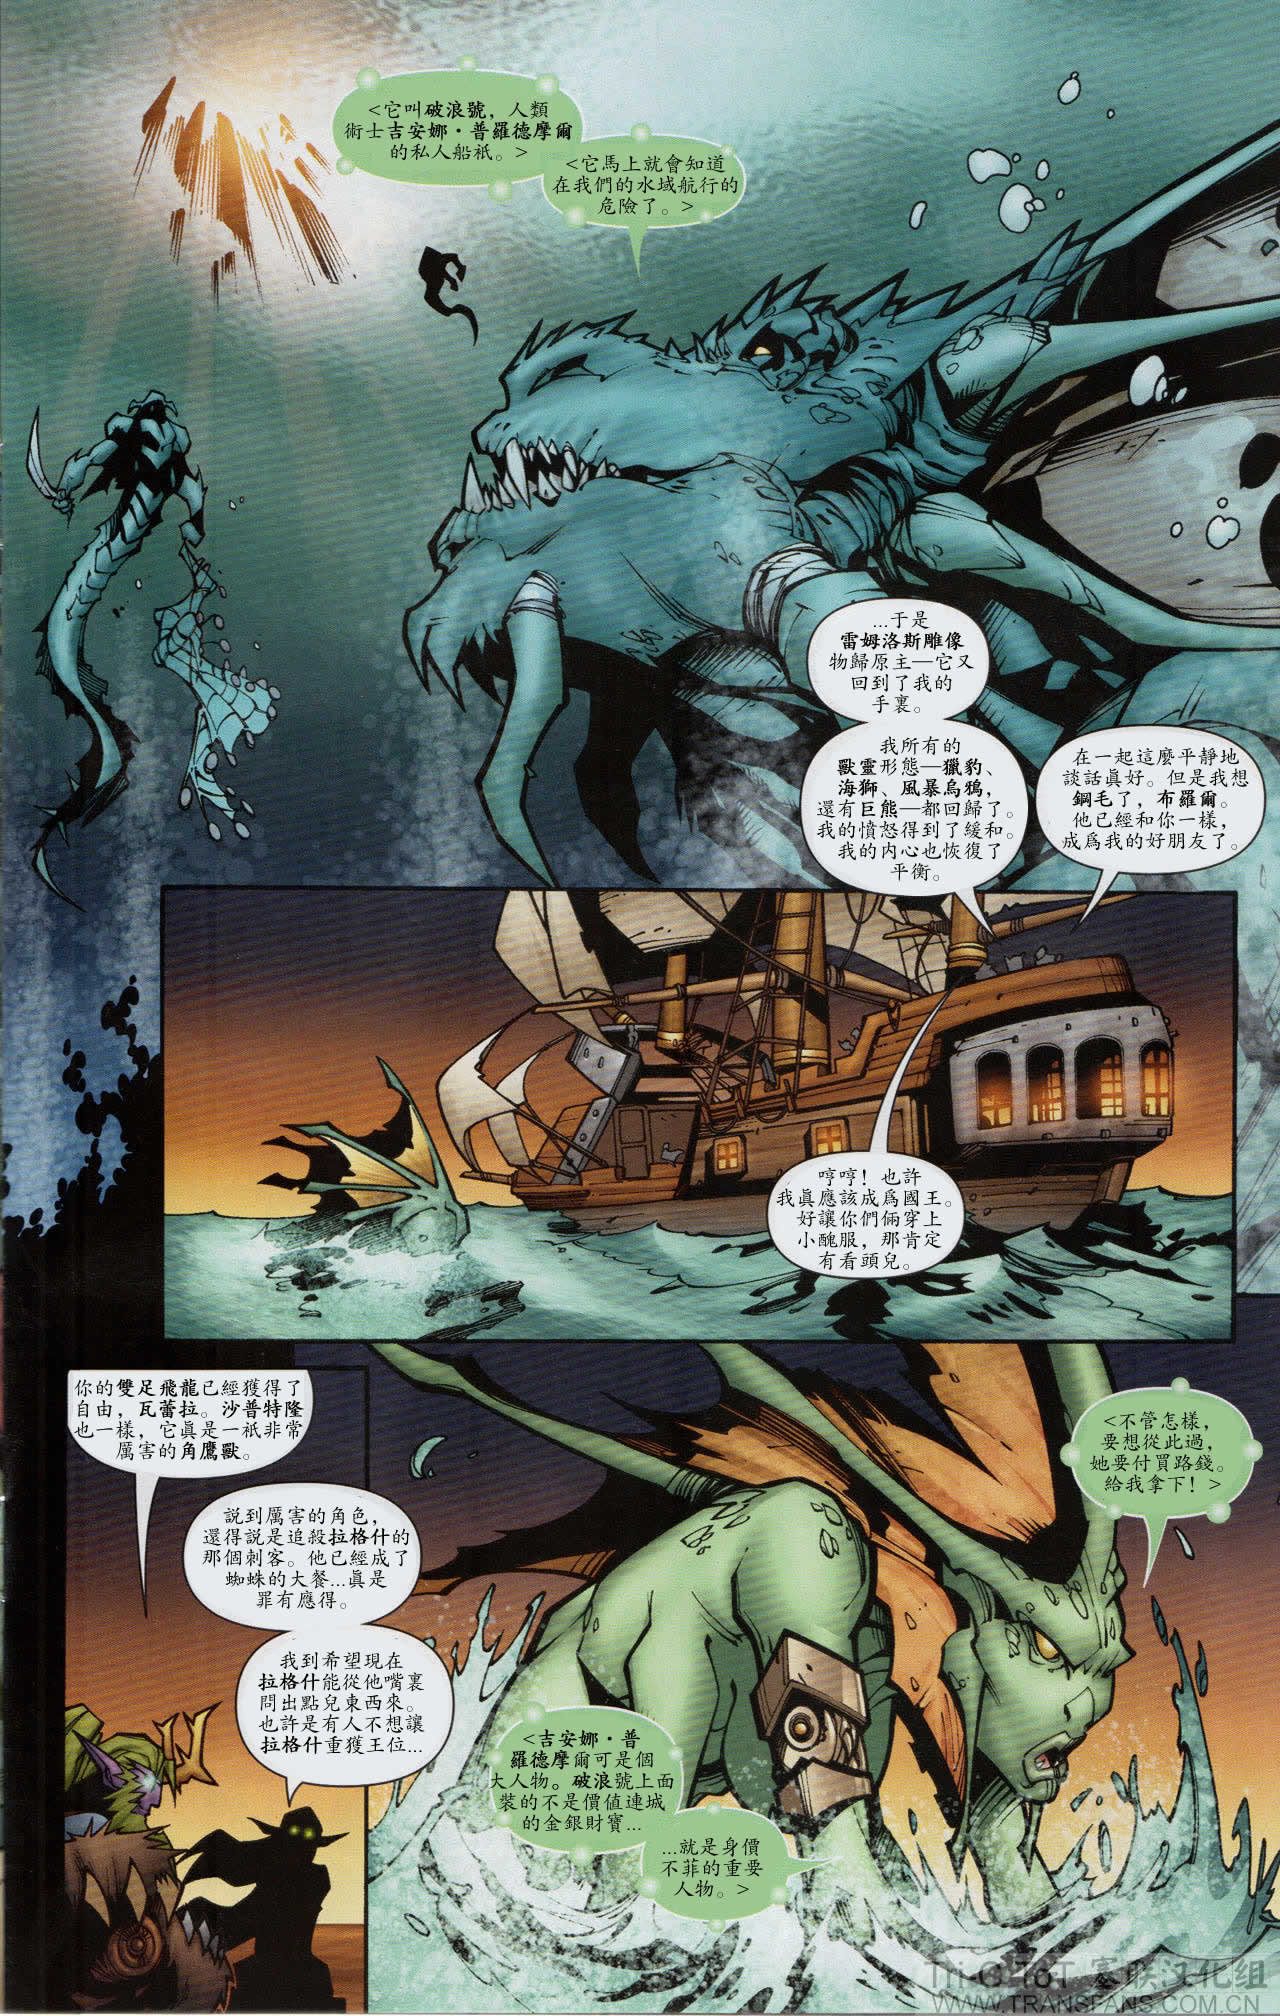 <它叫破浪號，人類
術士吉安娜·普羅德摩爾
的私人船祇。>
<它馬上就會知道
在我們的水域航行的
危險了。>
...于是
雷姆洛斯雕像
物歸原主—它又
回到了我的
手裏。
我所有的
獸靈形態—獵豹、
海獅、風暴烏鴉，
還有巨熊—都回歸了。
我的憤怒得到了緩和。
我的内心也恢復了
平衡。
在一起這麼平靜地
談話眞好。但是我想
鋼毛了，布羅爾。
他已經和你一樣，
成爲我的好朋友了。
哼哼！也許
我眞應該成爲國王。
好讓你們倆穿上
小醜服，那肯定
有看頭兒。
你的雙足飛龍已經獲得了
自由，瓦蕾拉。沙普特隆
也一樣，它眞是一祇非常
厲害的角鷹獸。
説到厲害的角色，
還得説是追殺拉格什的
那個刺客。他已經成了
蜘蛛的大餐...眞是
罪有應得。
我到希望現在
拉格什能從他嘴裏
問出點兒東西來。
也許是有人不想讓
拉格什重獲王位...
<不管怎樣，
要想從此過，
她要付買路錢。
給我拿下！>
<吉安娜·普
羅德摩爾可是個
大人物。破浪號上面
裝的不是價值連城
的金銀財寶...
...就是身價
不菲的重要
人物。>
Tri-C ToT 塞联汉化组
WWW.TRANSFANS.COM.CN